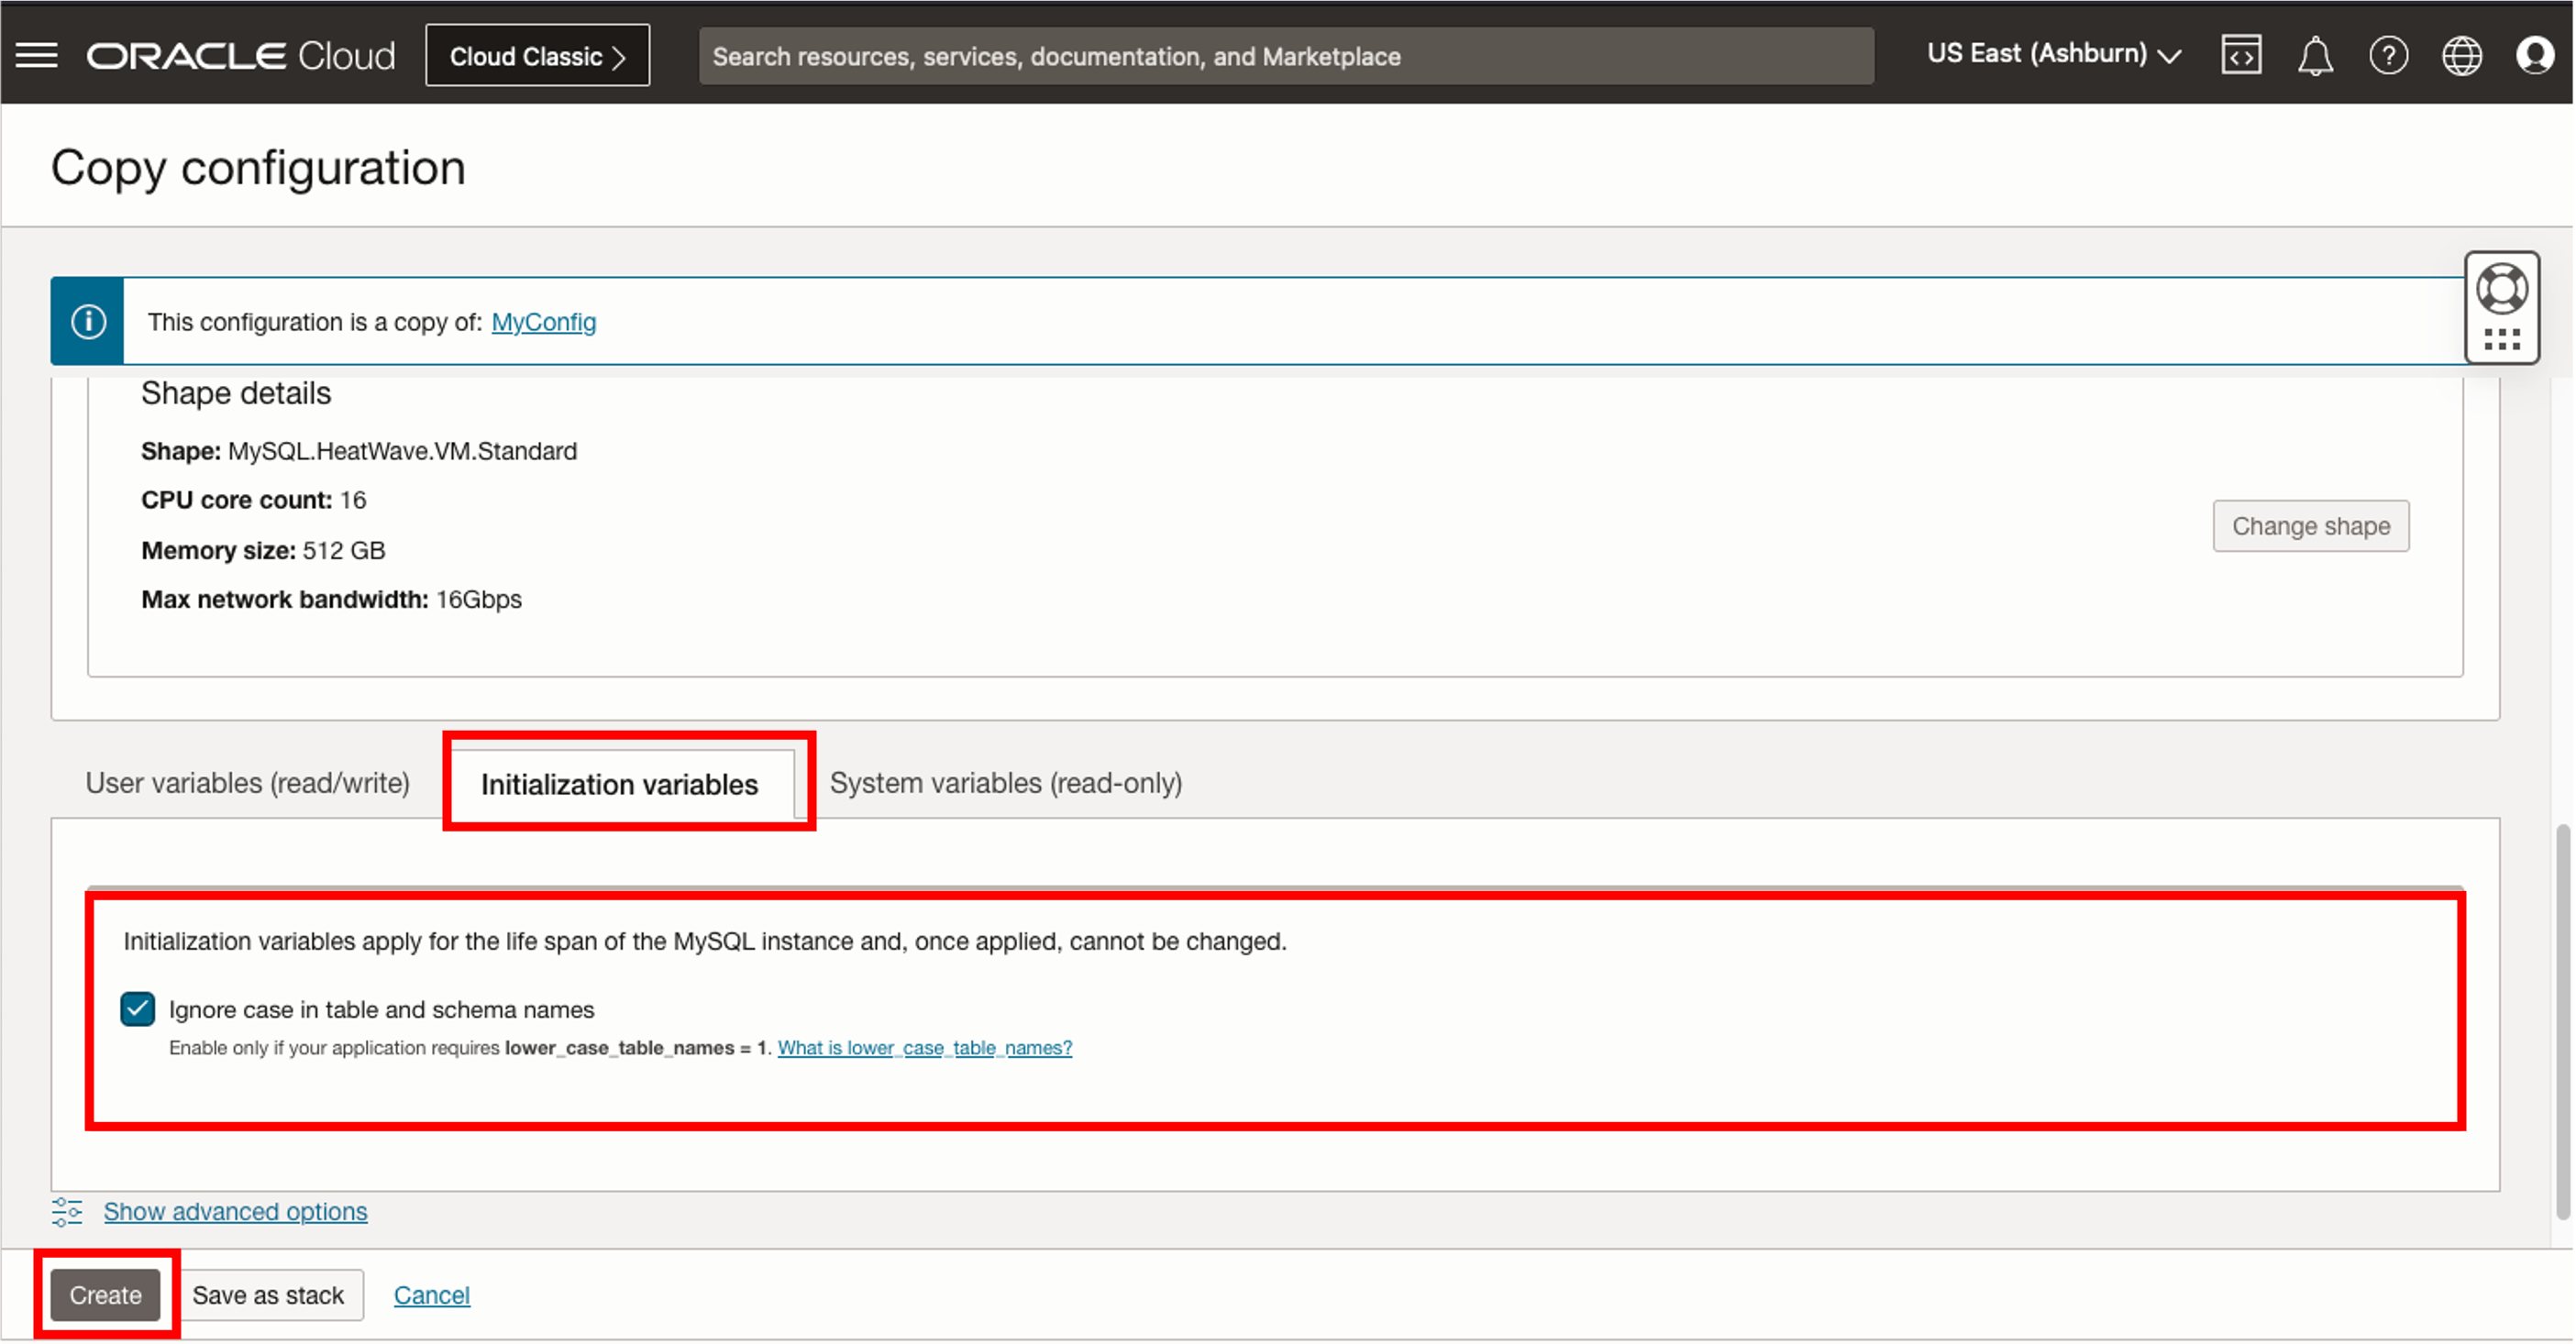 ORACLE Cloud
Cloud Classic
Search resources, services, documentation, and Marketplace
US East (Ashburn)
Copy configuration
This configuration is a copy of: MyConfig
Shape details
Shape: MySQL.HeatWave.VM.Standard
CPU core count: 16
Memory size: 512 GB
Max network bandwidth: 16Gbps
Change shape
User variables (read/write)
Initialization variables
System variables (read-only)
Initialization variables apply for the life span of the MySQL instance and, once applied, cannot be changed.
Ignore case in table and schema names
Enable only if your application requires lower_case_table_names = 1. What is lower_case_table_names?
Show advanced options
Create
Save as stack
Cancel